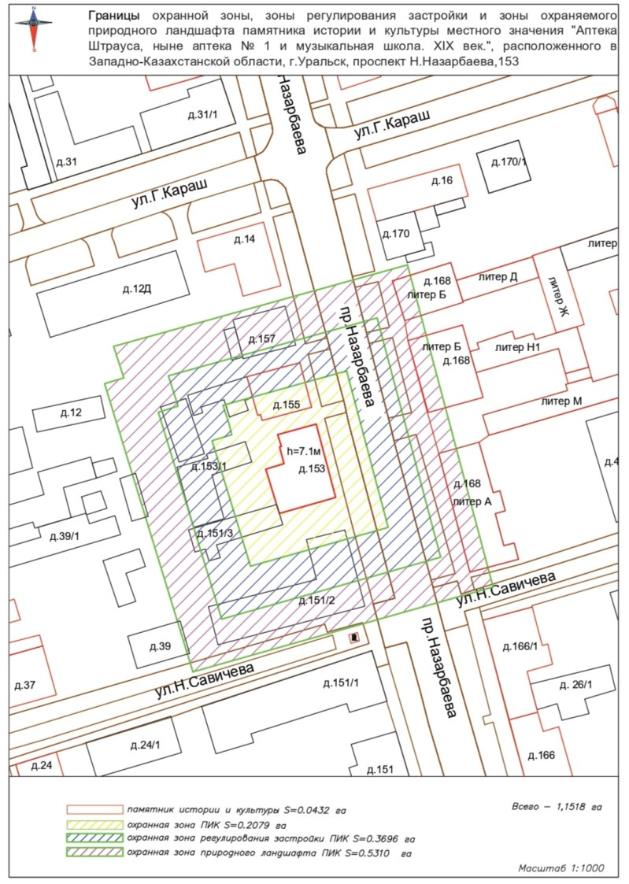 Границы охранной зоны, зоны регулирования застройки и зоны охраняемого
природного ландшафта памятника истории и культуры местного значения "Аптека
Штрауса, ныне аптека № 1 и музыкальная школа. XIX век.", расположенного в
Западно-Казахстанской области, г.Уральск, проспект Н.Назарбаева,153
д.31/1
Назарбаева
ул.Г.Караш
д.31
д.170/1
ул.Г.Караш
д.16
д.14
д.170
литер
д.12Д
д.168
литер Б
литер Д
литер Ж
пр.Назарбаева
д.157
литер Б
д.168
литер Н1
д.155
литер М
д.12
h=7.1м
д.153
д.153/1
д.4
д.168
литер А
д.151/3
д.39/1
д.151/2
ул.Н.Савичева
д.39
пр.Назарбаева
д.166/1
ул.Н.Савичева
д.37
д.151/1
д. 26/1
д.24/1
д.24
д.151
д.166
памятник истории и культуры S=0.0432 га
Всего – 1,1518 га
охранная зона ПИК S=0.2079 га
охранная зона регулирования застройки ПИК S=0.3696 га
охранная зона природного ландшафта ПИК S=0.5310 га
Масштаб 1:1000